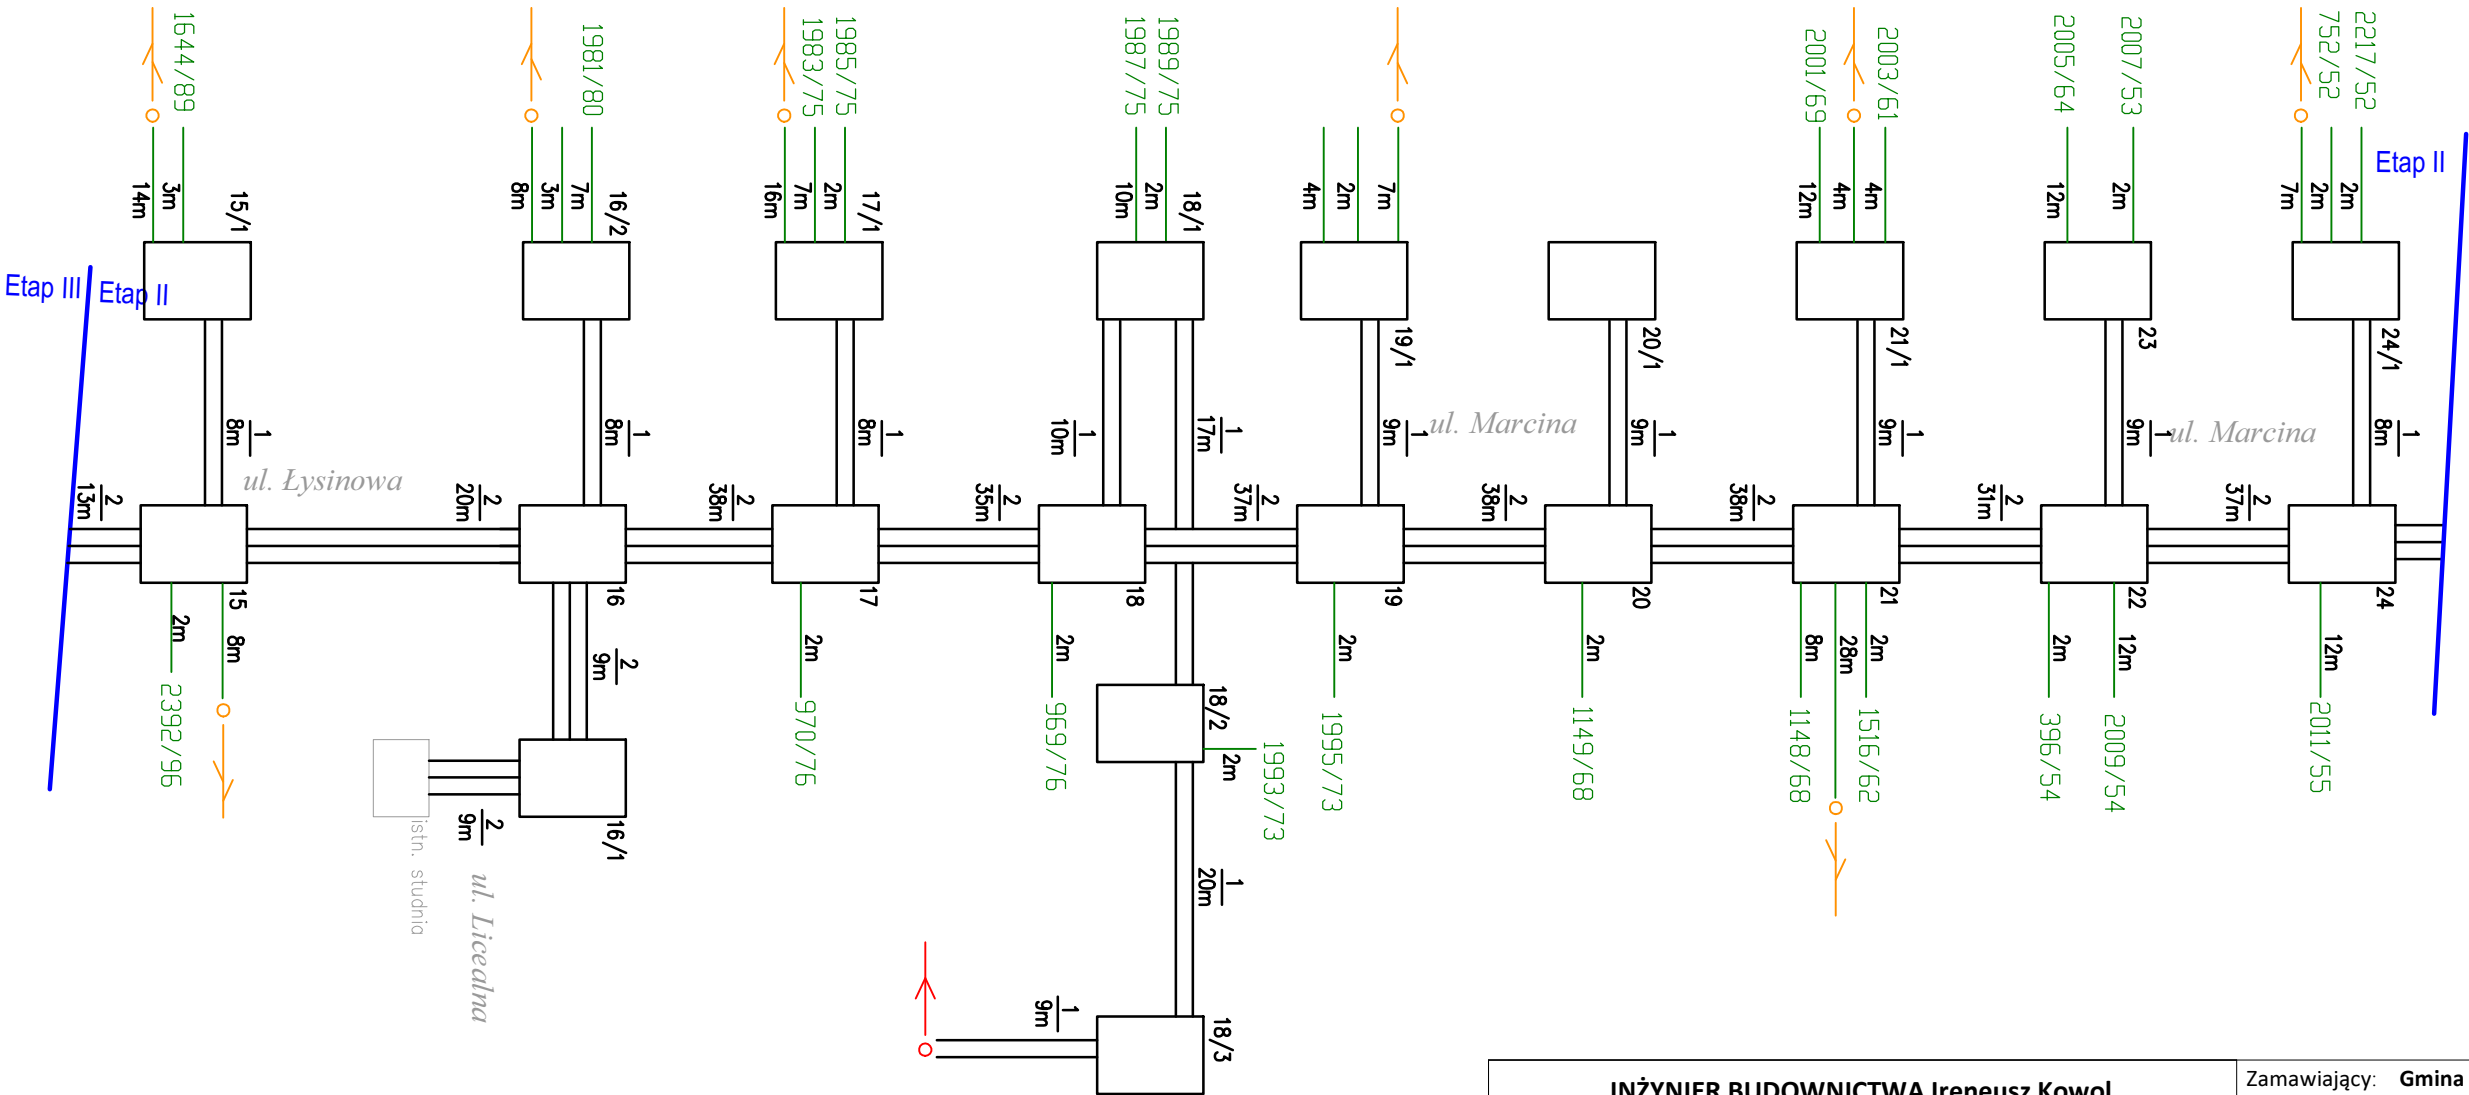 1644/89
1981/80
1983/75
1985/75
1987/75
1989/75
2001/69
2003/61
2005/64
2007/53
752/52
2217/52
Etap II
14m
3m
15/1
8m
3m
7m
16/2
16m
7m
2m
17/1
10m
2m
18/1
4m
2m
7m
12m
4m
4m
12m
2m
7m
2m
2m
Etap III
Etap II
19/1
20/1
21/1
23
24/1
1
8m
1
8m
1
8m
1
10m
1
17m
1
9m
ul. Marcina
1
9m
1
9m
1
9m
ul. Marcina
1
8m
ul. Łysinowa
2
13m
2
20m
2
38m
2
35m
2
37m
2
38m
2
38m
2
31m
2
37m
15
16
17
18
19
20
21
22
24
2m
8m
2
9m
2m
2m
2m
2m
8m
28m
2m
2m
12m
12m
2392/96
970/76
969/76
18/2
2m
1993/73
1995/73
1149/68
1148/68
1516/62
396/54
2009/54
2011/55
istn. studnia
2
9m
16/1
ul. Licealna
1
20m
1
9m
18/3
INŻYNIER BUDOWNICTWA Ireneusz Kowol
Zamawiający: Gmina